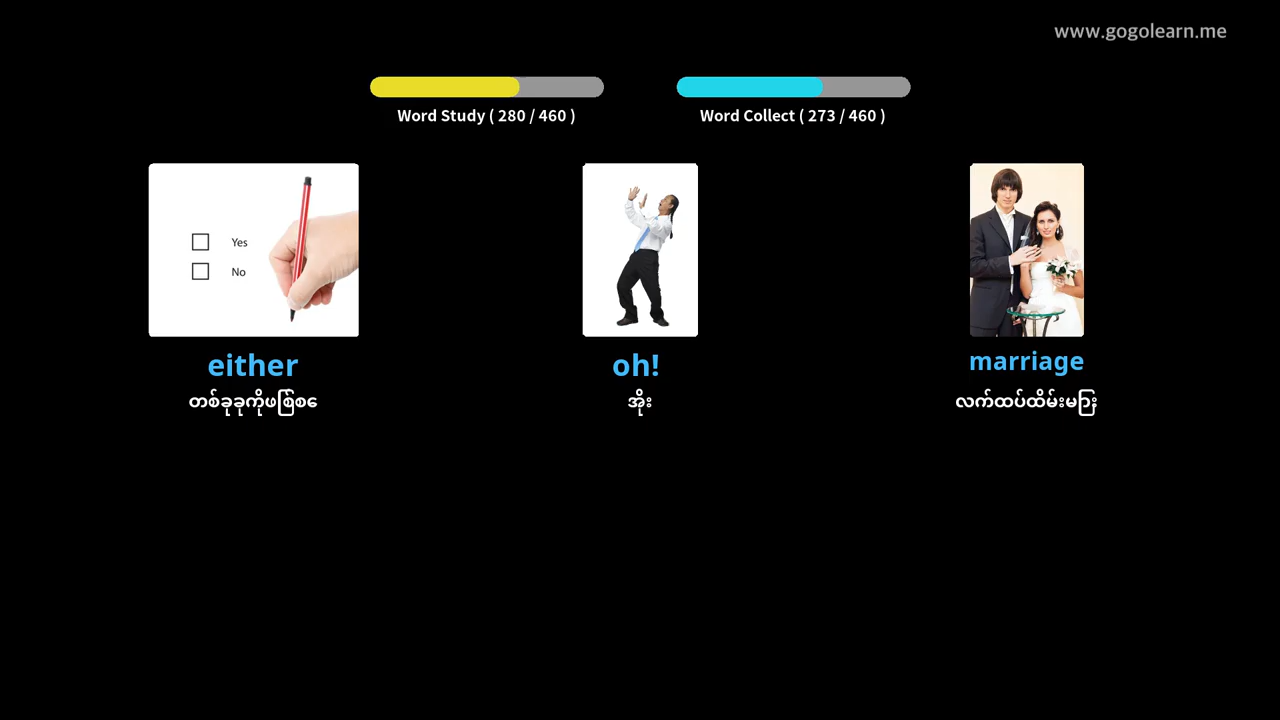 www.gogolearn.me
Word Study ( 280 / 460 )
Word Collect ( 273 / 460 )
Yes
No
either
oh!
marriage
တစ်ခုခုကိုဖြစ်စေ
အိုး
လက်ထပ်ထိမ်းမြား